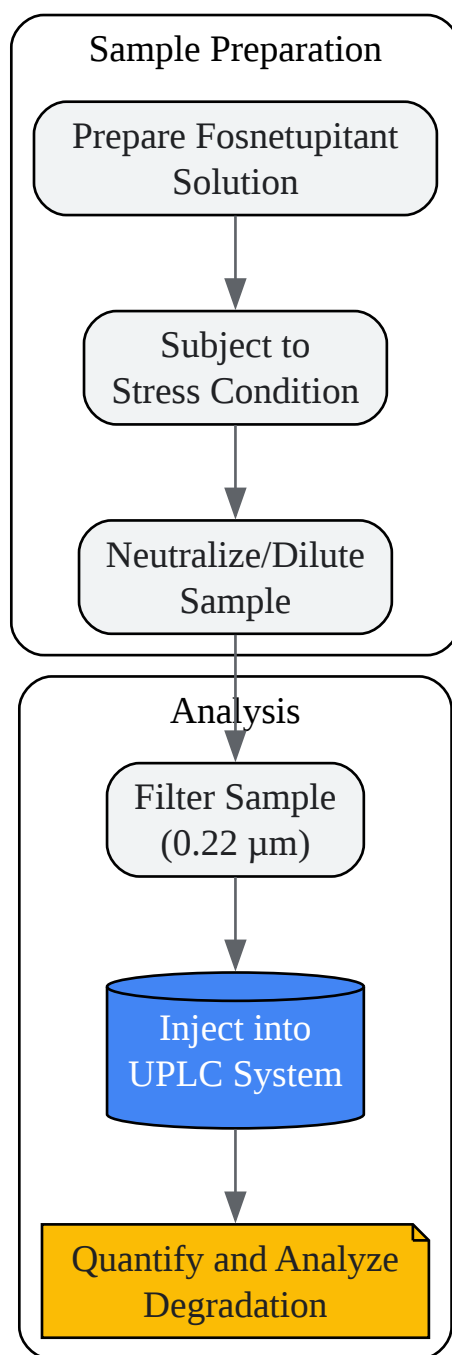 Sample Preparation
Prepare Fosnetupitant
Solution
Subject to
Stress Condition
Neutralize/Dilute
Sample
Analysis
Filter Sample
(0.22 µm)
Inject into
UPLC System
Quantify and Analyze
Degradation